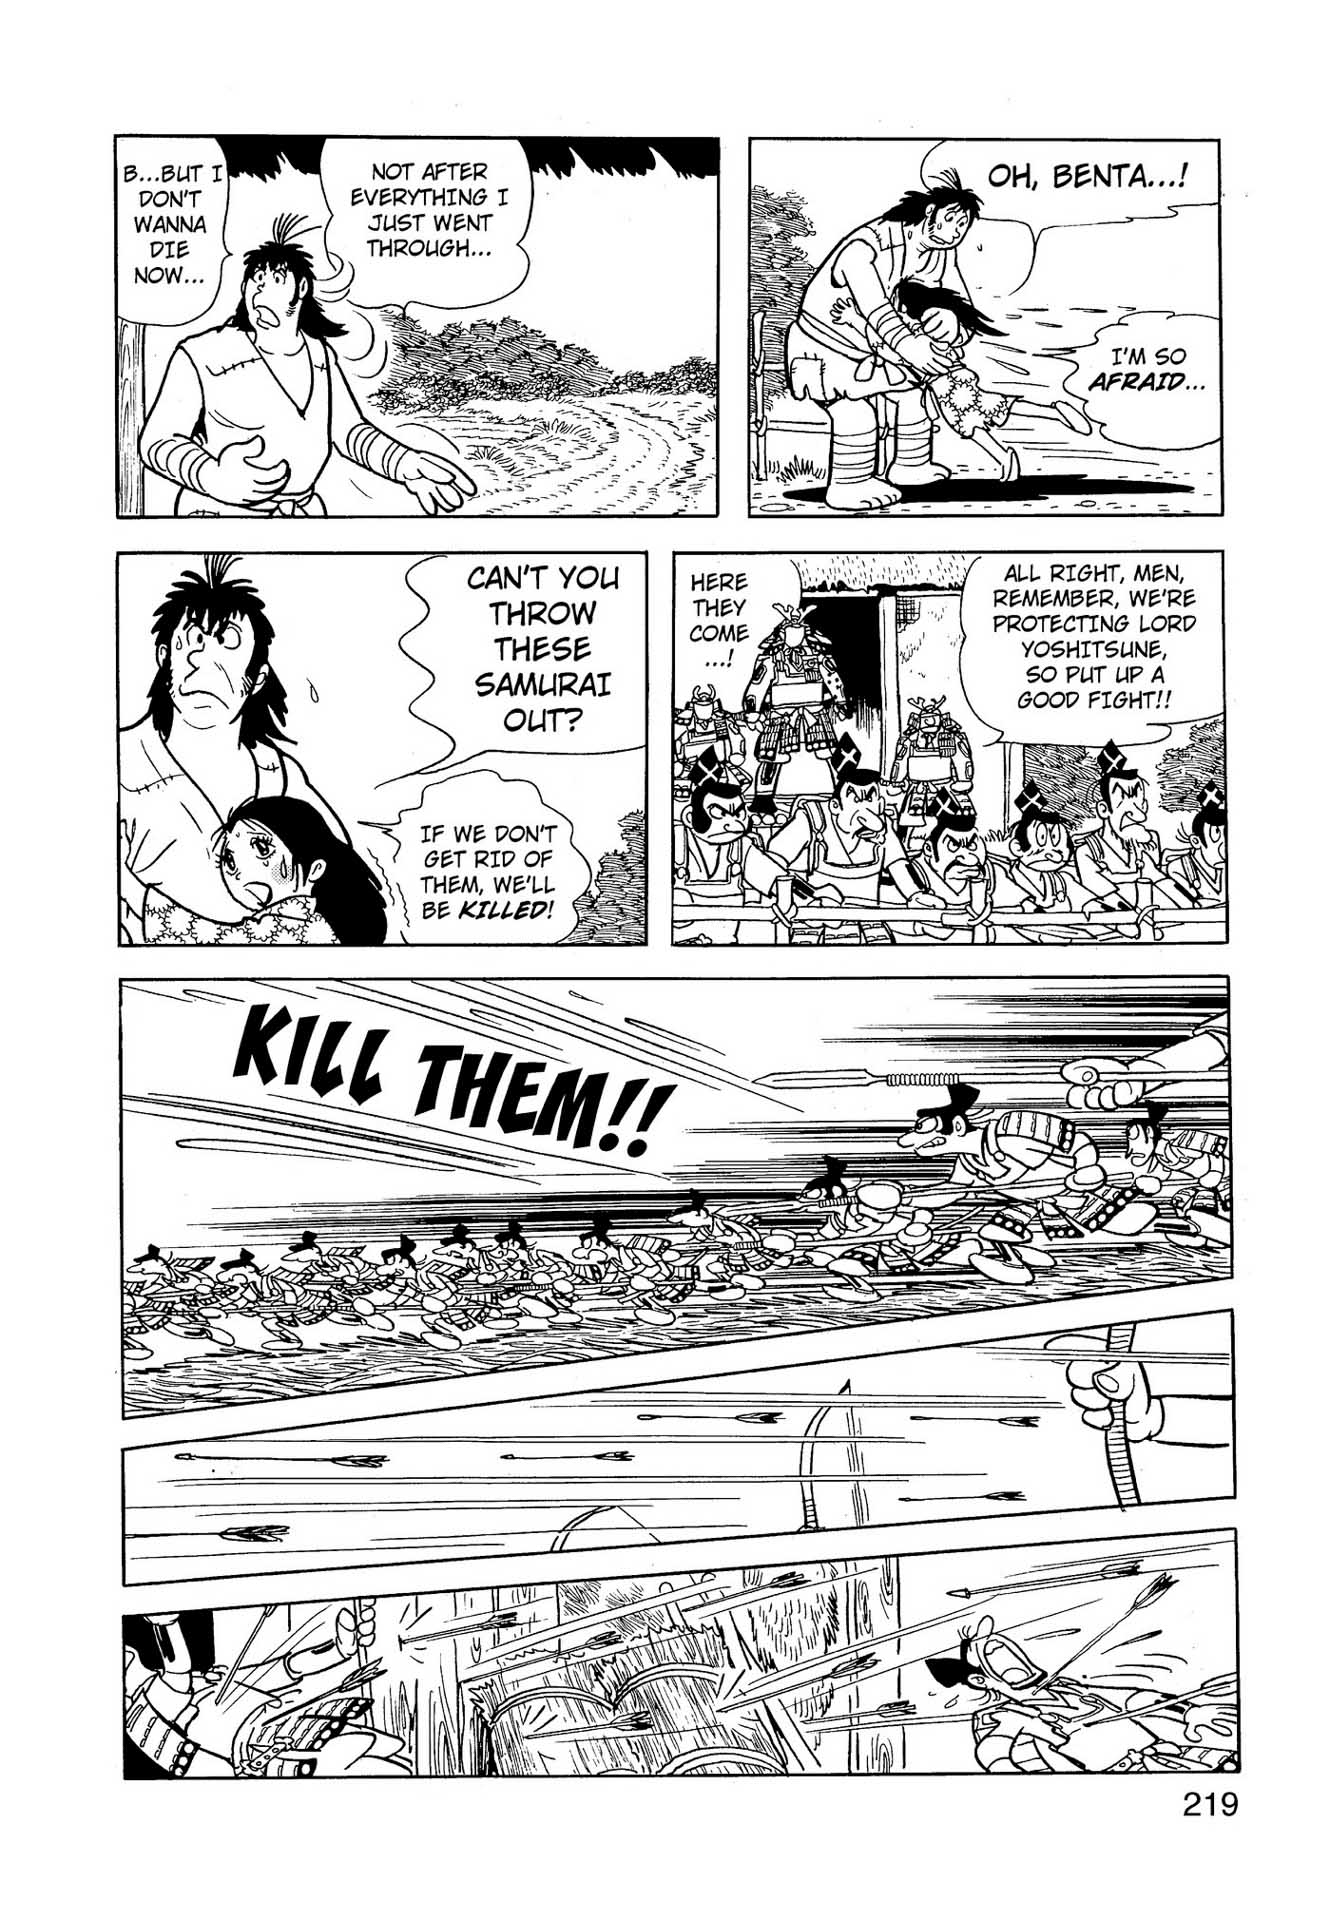 B...BUT I
DON'T
WANNA
DIE
NOW...
NOT AFTER
EVERYTHING I
JUST WENT
THROUGH...
OH, BENTA...!
I'M SO
AFRAID...
CAN'T YOU
THROW
THESE
SAMURAI
OUT?
IF WE DON'T
GET RID OF
THEM, WE'LL
BE KILLED!
HERE
THEY
COME
...!
ALL RIGHT, MEN,
REMEMBER, WE'RE
PROTECTING LORD
YOSHITSUNE,
SO PUT UP A
GOOD FIGHT!!
KILL THEM!!
219